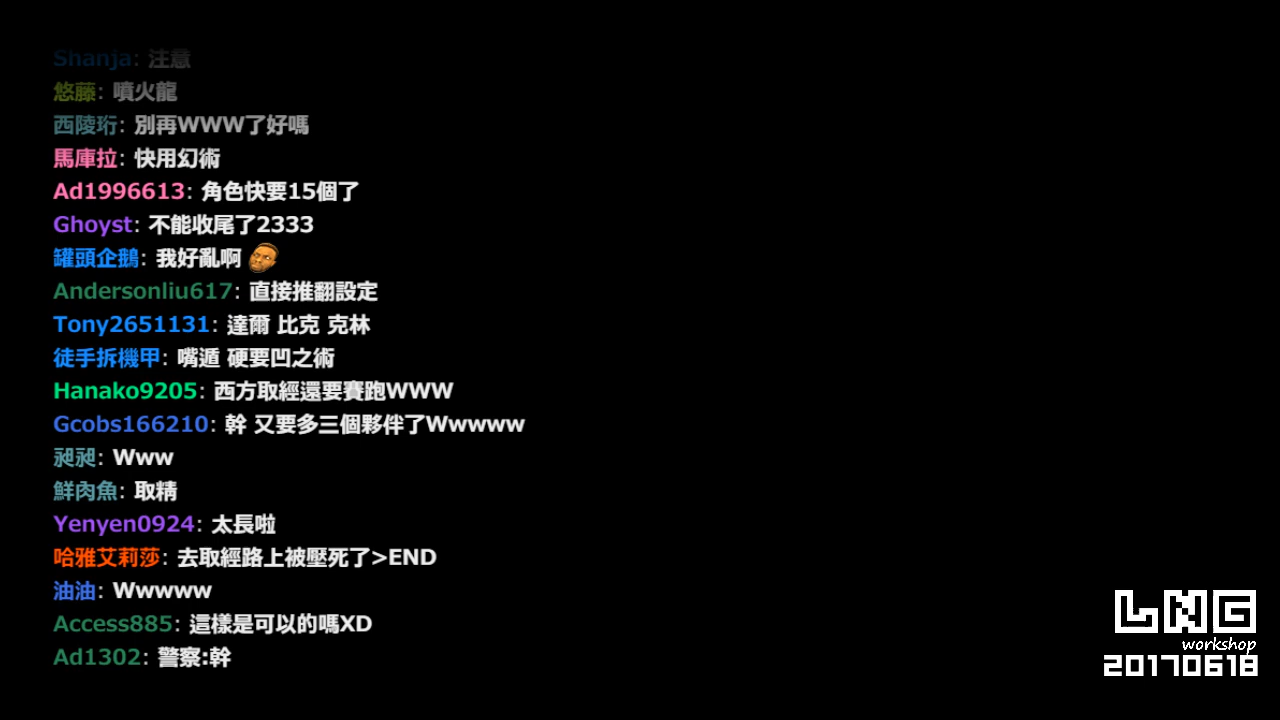 Shanja: 注意
悠藤: 噴火龍
西陵珩: 別再WWW了好嗎
馬庫拉: 快用幻術
Ad1996613: 角色快要15個了
Ghoyst: 不能收尾了2333
罐頭企鵝: 我好亂啊
Andersonliu617: 直接推翻設定
Tony2651131: 達爾 比克 克林
徒手拆機甲: 嘴遁 硬要凹之術
Hanako9205: 西方取經還要賽跑WWW
Gcobs166210: 幹 又要多三個夥伴了Wwwww
昶昶: Www
鮮肉魚: 取精
Yenyen0924: 太長啦
哈雅艾莉莎: 去取經路上被壓死了>END
油油: Wwwww
Access885: 這樣是可以的嗎XD
Ad1302: 警察:幹
LNG
workshop
20170618